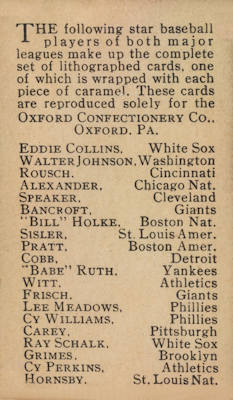 THE following star baseball
players of both major
leagues make up the complete
set of lithographed cards, one
of which is wrapped with each
piece of caramel. These cards
are reproduced solely for the
OXFORD CONFECTIONERY CO.,
OXFORD, PA.
EDDIE COLLINS, White Sox
WALTER JOHNSON, Washington
ROUSCH, Cincinnati
ALEXANDER, Chicago Nat.
SPEAKER, Cleveland
BANCROFT, Giants
"BILL" HOLKE, Boston Nat.
SISLER, St. Louis Amer.
PRATT, Boston Amer.
COBB, Detroit
"BABE" RUTH, Yankees
WITT, Athletics
FRISCH, Giants
LEE MEADOWS, Phillies
CY WILLIAMS, Phillies
CAREY, Pittsburgh
RAY SCHALK, White Sox
GRIMES, Brooklyn
CY PERKINS, Athletics
HORNSBY, St. Louis Nat.